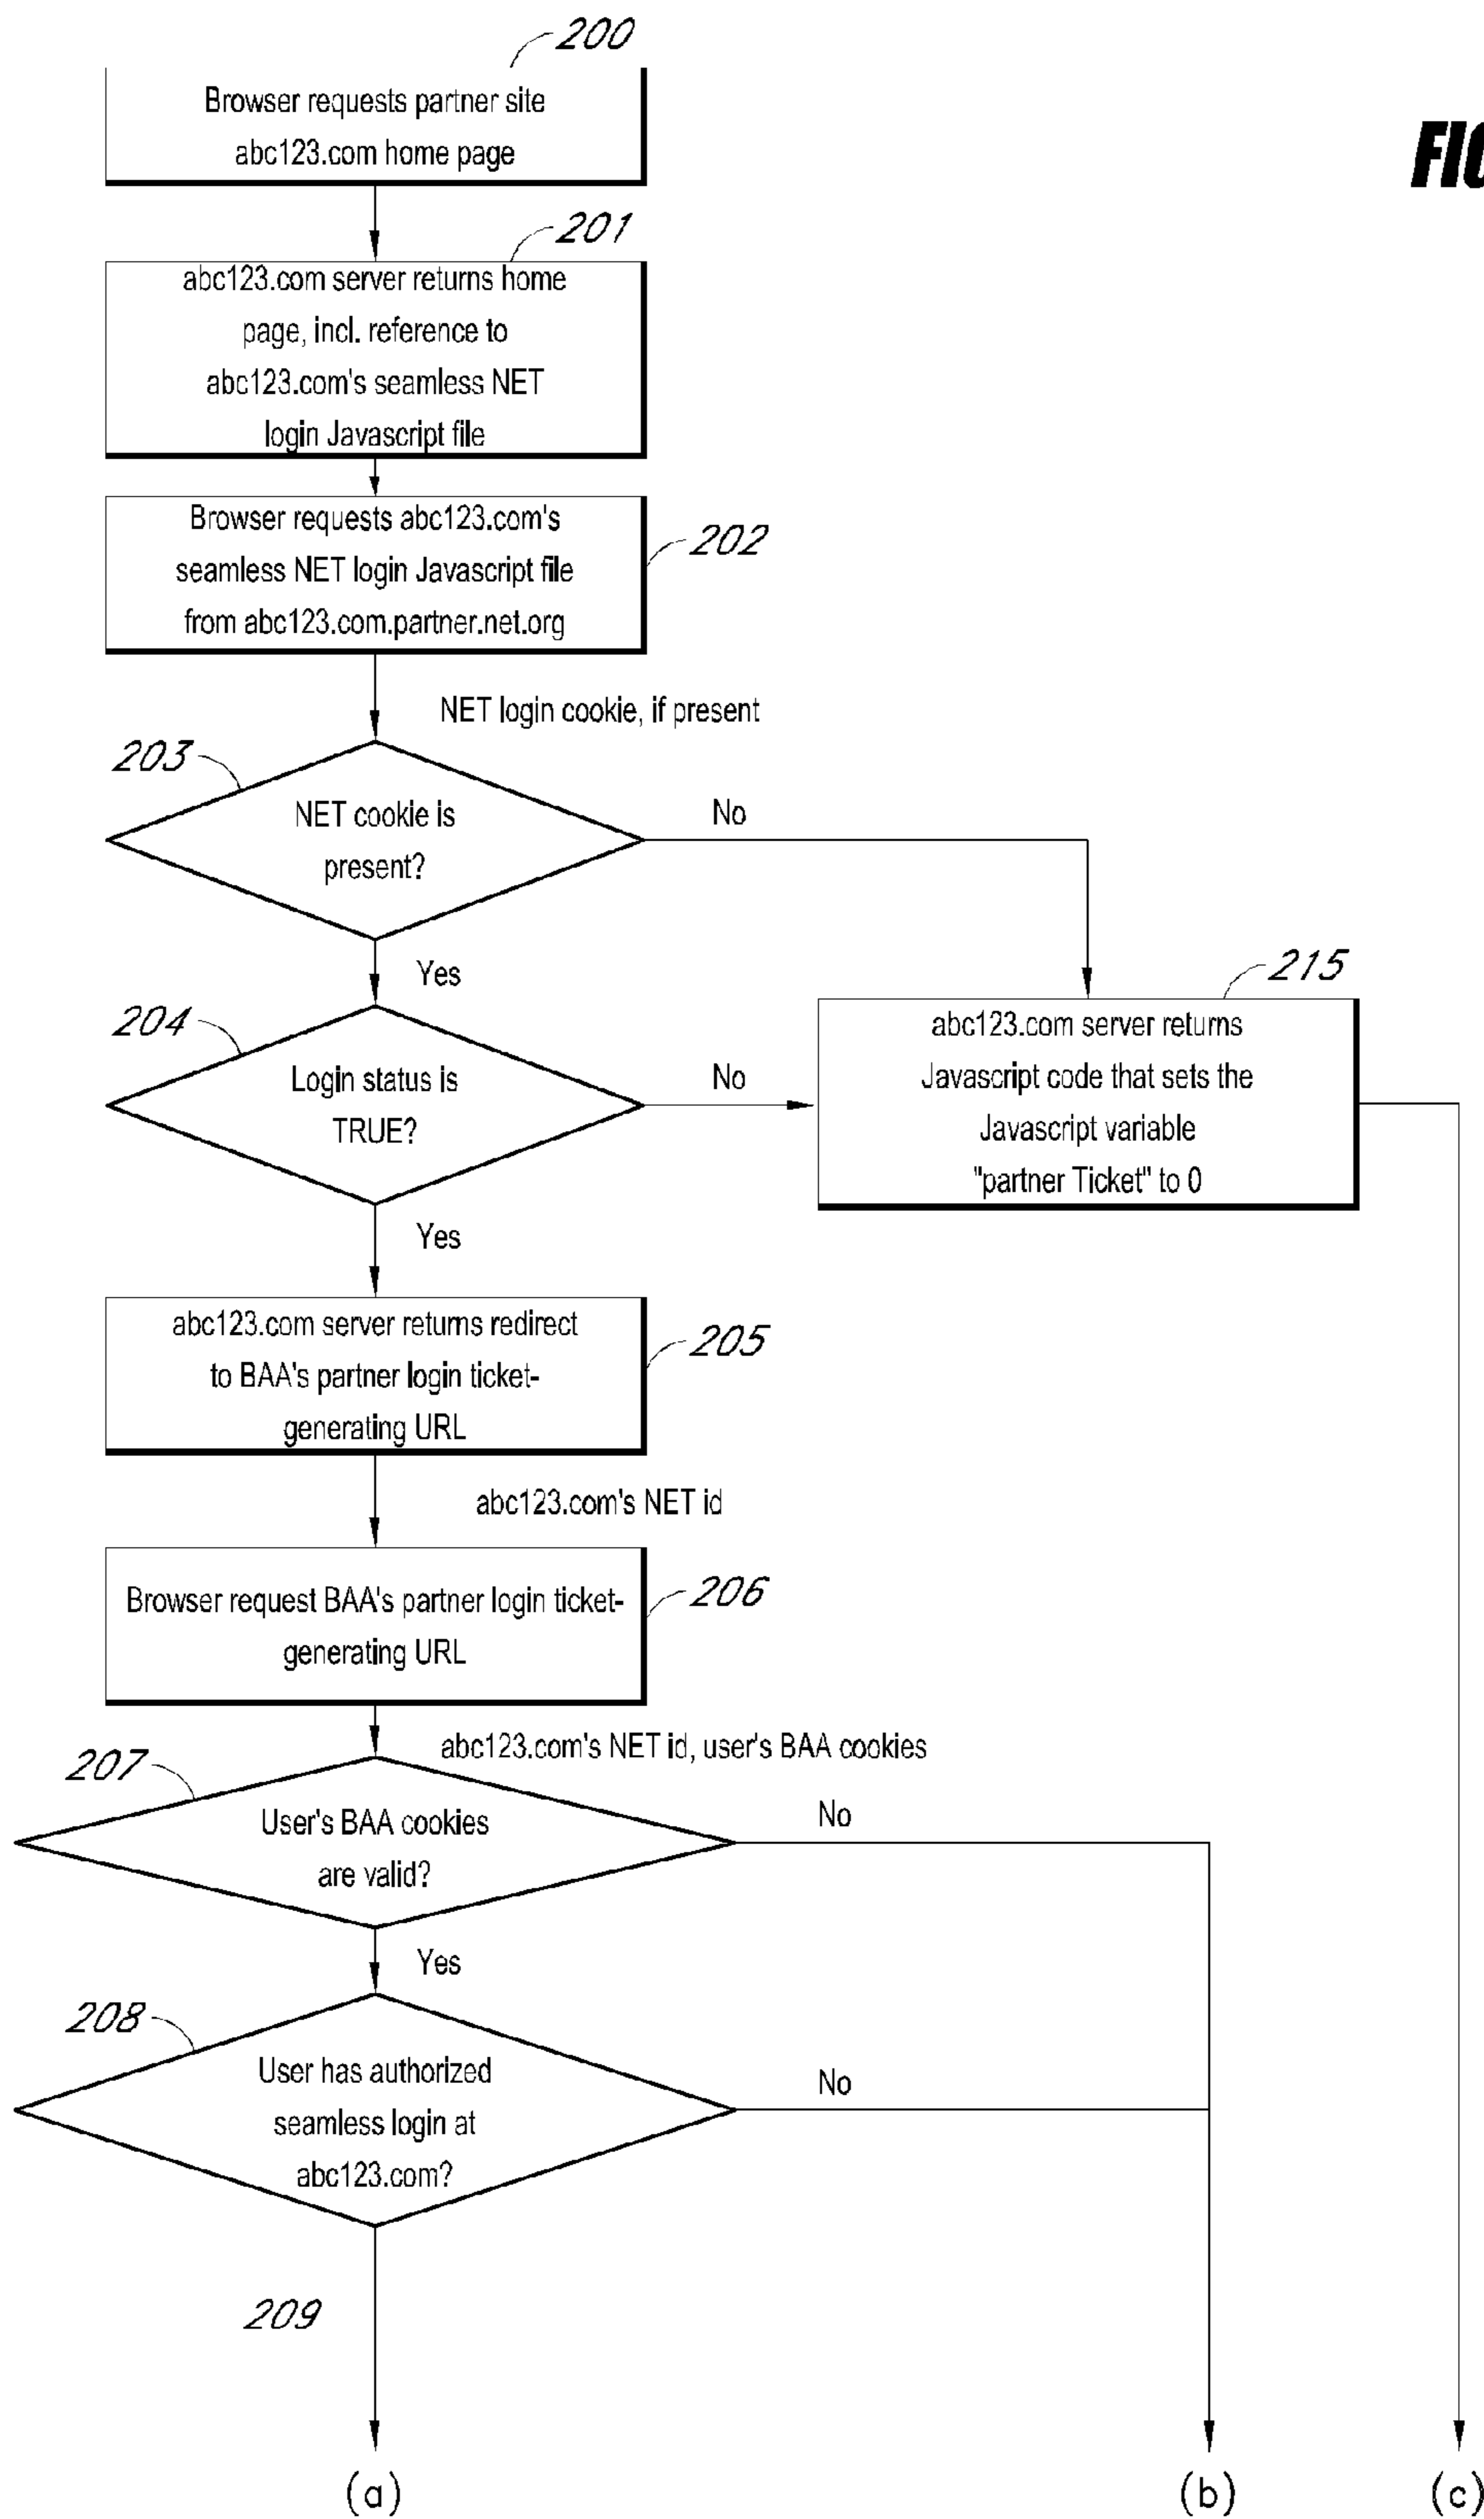 200
Browser requests partner site
abc123.com home page
FIG
201
abc123.com server returns home
page, incl. reference to
abc123.com's seamless NET
login Javascript file
Browser requests abc123.com's
seamless NET login Javascript file
from abc123.com.partner.net.org
202
NET login cookie, if present
203
NET cookie is
present?
No
Yes
215
204
Login status is
TRUE?
No
abc123.com server returns
Javascript code that sets the
Javascript variable
"partner Ticket" to 0
Yes
abc123.com server returns redirect
to BAA's partner login ticket-
generating URL
205
abc123.com's NET id
Browser request BAA's partner login ticket-
generating URL
206
abc123.com's NET id, user's BAA cookies
207
User's BAA cookies
are valid?
No
Yes
208
User has authorized
seamless login at
abc123.com?
No
209
(a)
(b)
(c)